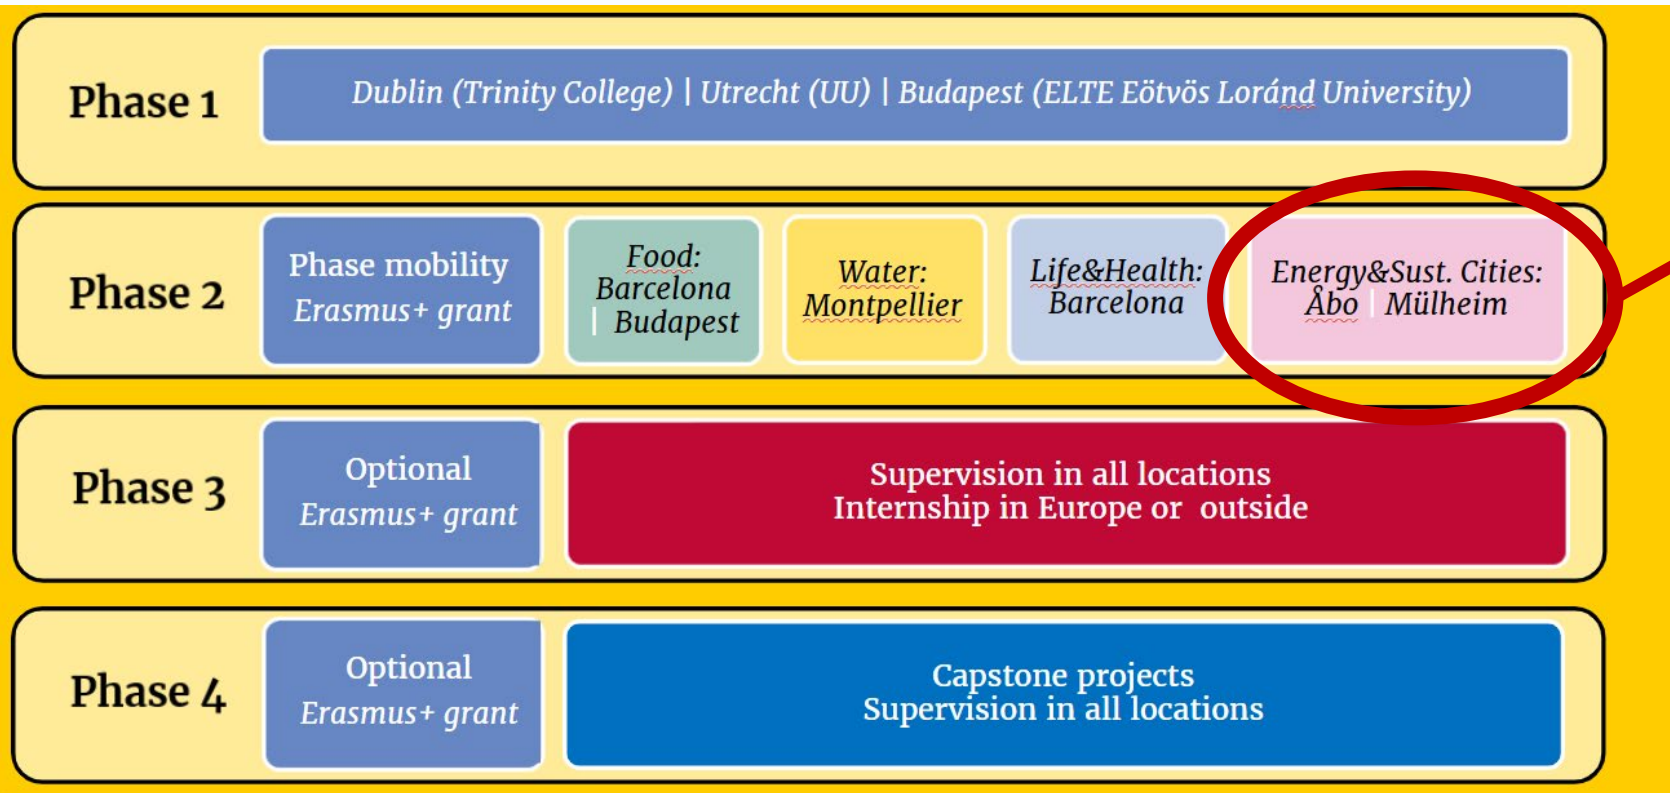 Phase 1
Dublin (Trinity College) | Utrecht (UU) | Budapest (ELTE Eötvös Loránd University)
Phase 2
Phase mobility
Erasmus+ grant
Food:
Barcelona
| Budapest
Water:
Montpellier
Life&Health:
Barcelona
Energy&Sust. Cities:
Åbo | Mülheim
Phase 3
Optional
Erasmus+ grant
Supervision in all locations
Internship in Europe or outside
Phase 4
Optional
Erasmus+ grant
Capstone projects
Supervision in all locations